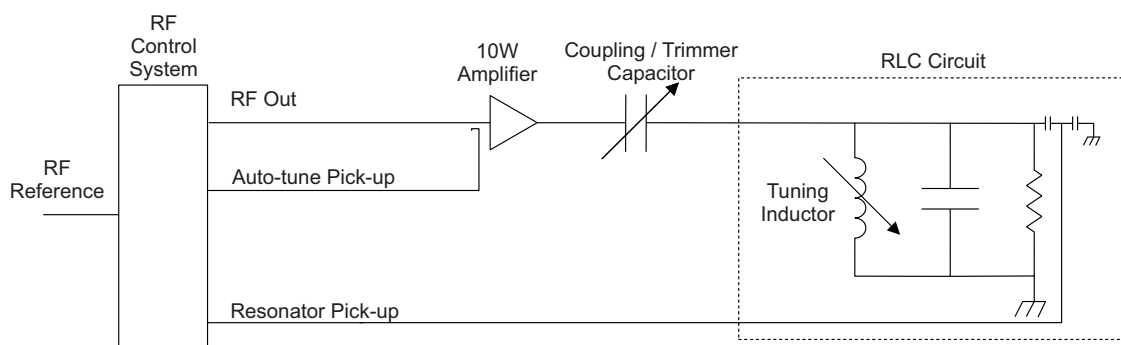 RF
Control
System
10W
Amplifier
Coupling / Trimmer
Capacitor
RLC Circuit
RF Out
RF
Reference
Auto-tune Pick-up
Tuning
Inductor
Resonator Pick-up